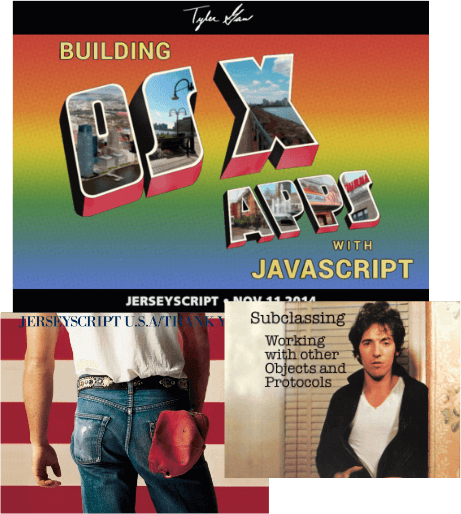 Tyler Gaw
BUILDING
OS X
APPS
WITH
JAVASCRIPT
JERSEYSCRIPT • NOV 11 2014
JERSEYSCRIPT U.S.A/THANK Y
Subclassing
Working
with other
Objects and
Protocols